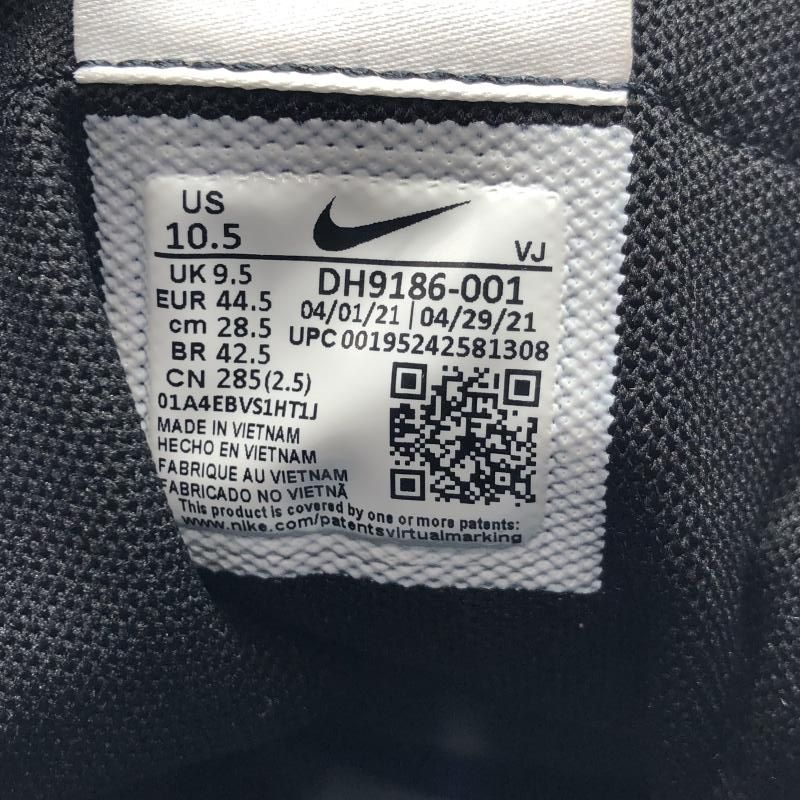 US
10.5
VJ
UK 9.5
EUR 44.5
cm 28.5
BR 42.5
CN 285(2.5)
DH9186-001
04/01/21 | 04/29/21
UPC 00195242581308
01A4EBVS1HT1J
MADE IN VIETNAM
HECHO EN VIETNAM
FABRIQUE AU VIETNAM
FABRICADO NO VIETNÃ
This product is covered by one or more patents:
www.nike.com/patentsvirtualmarking